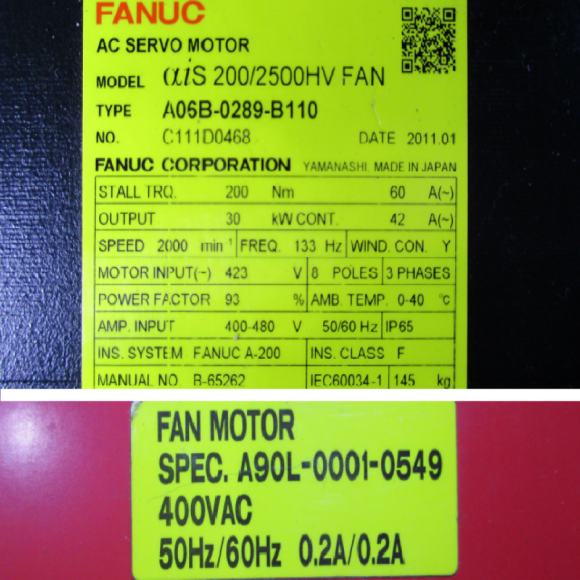 FANUC
AC SERVO MOTOR
MODEL αiS 200/2500HV FAN
TYPE A06B-0289-B110
NO. C111D0468 DATE 2011.01
FANUC CORPORATION YAMANASHI, MADE IN JAPAN
STALL TRQ. 200 Nm 60 A(~)
OUTPUT 30 kW CONT. 42 A(~)
SPEED 2000 min⁻¹ FREQ. 133 Hz WIND. CON. Y
MOTOR INPUT(~) 423 V 8 POLES 3 PHASES
POWER FACTOR 93 % AMB. TEMP. 0-40 °C
AMP. INPUT 400-480 V 50/60 Hz IP65
INS. SYSTEM FANUC A-200 INS. CLASS F
MANUAL NO. B-65262 IEC60034-1 145 kg
FAN MOTOR
SPEC. A90L-0001-0549
400VAC
50Hz/60Hz 0.2A/0.2A